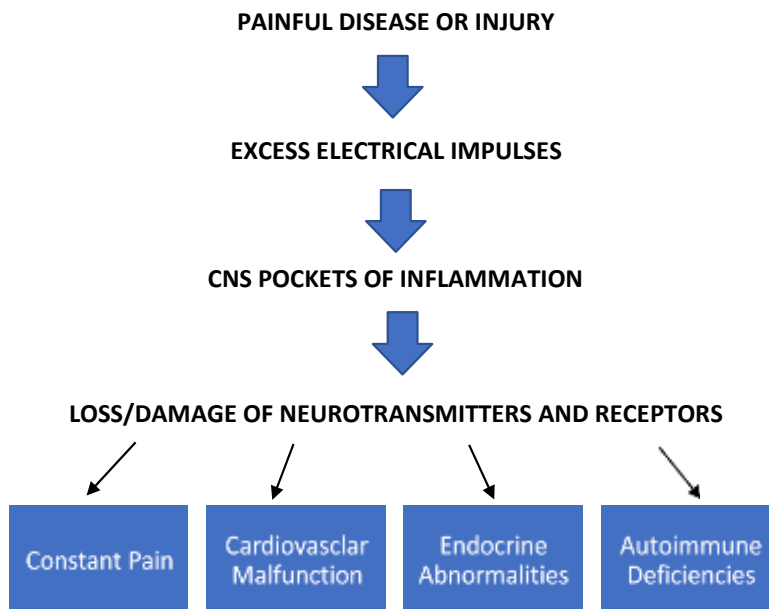 PAINFUL DISEASE OR INJURY
EXCESS ELECTRICAL IMPULSES
CNS POCKETS OF INFLAMMATION
LOSS/DAMAGE OF NEUROTRANSMITTERS AND RECEPTORS
Constant Pain
Cardiovasclar
Malfunction
Endocrine
Abnormalities
Autoimmune
Deficiencies